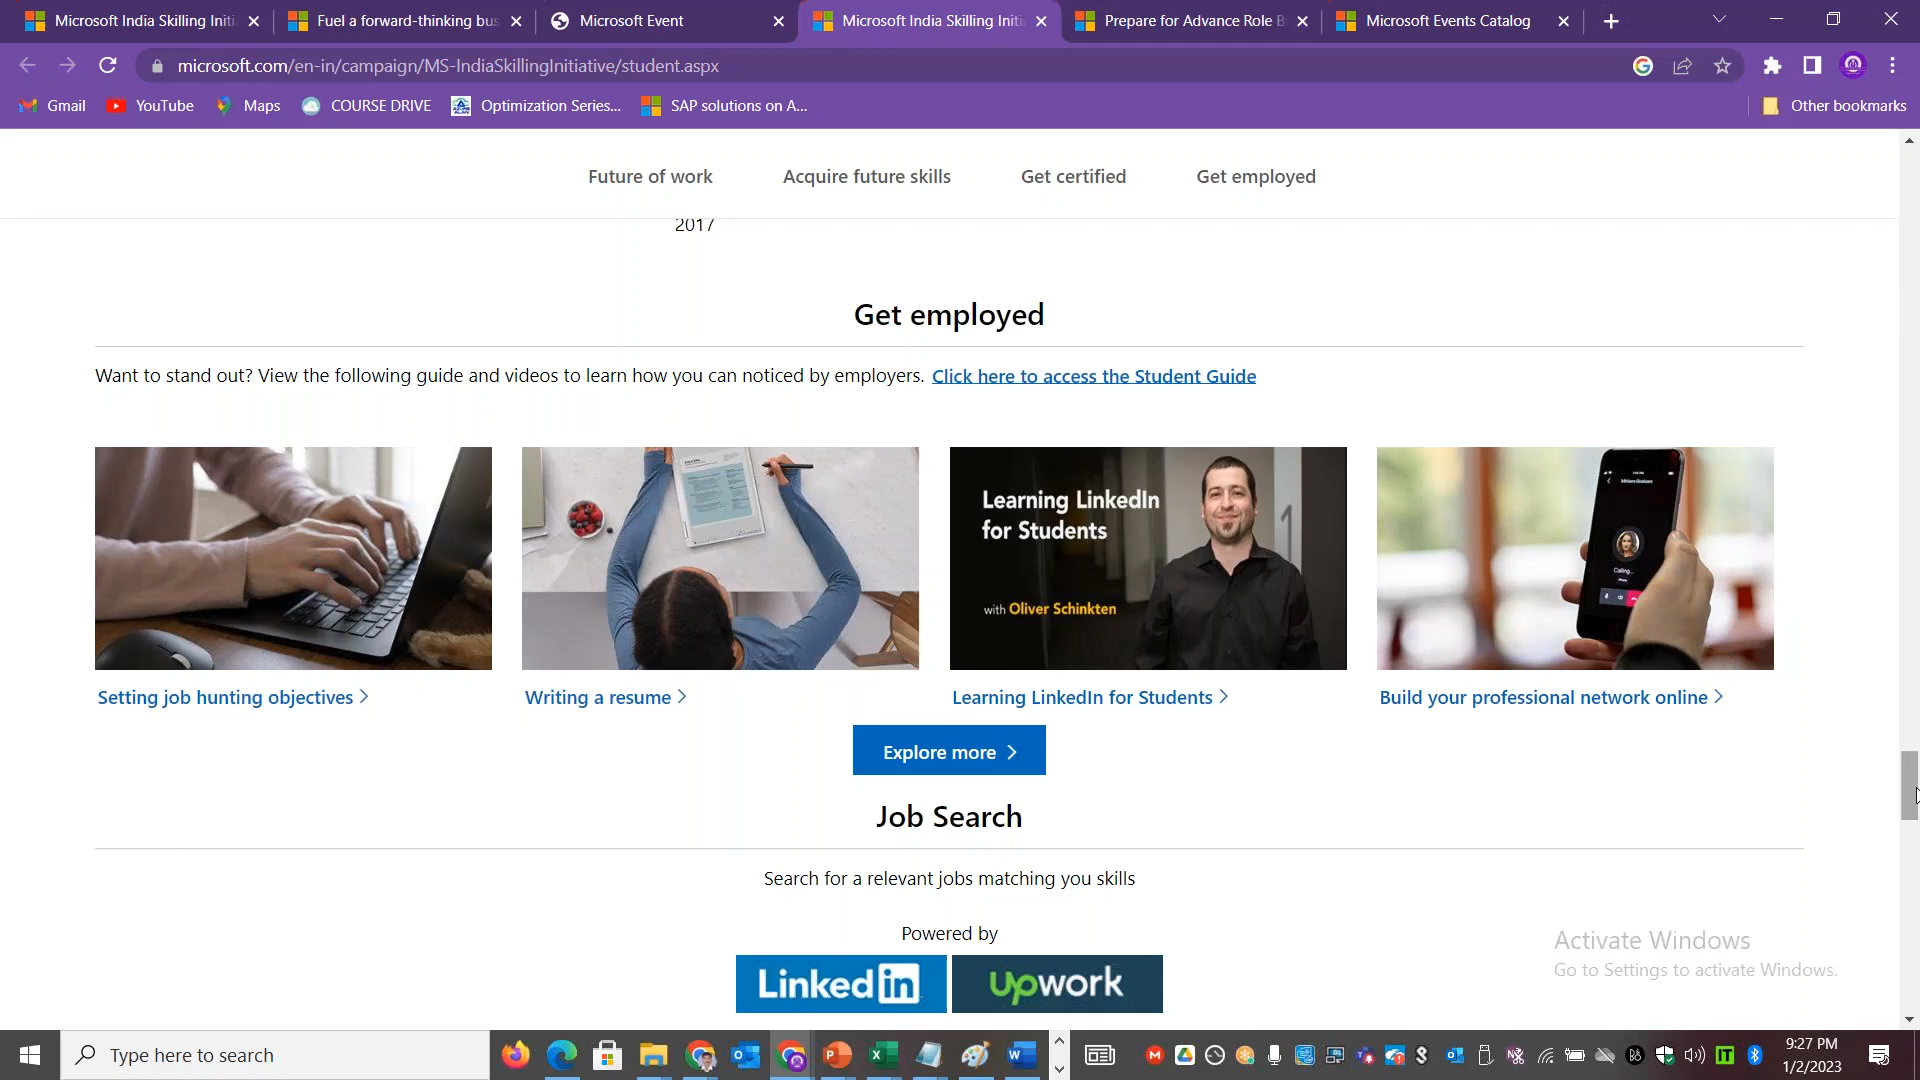 Microsoft India Skilling Initi
Fuel a forward-thinking bus
Microsoft Event
Microsoft India Skilling Initi
Prepare for Advance Role B
Microsoft Events Catalog
microsoft.com/en-in/campaign/MS-IndiaSkillingInitiative/student.aspx
Gmail
YouTube
Maps
COURSE DRIVE
Optimization Series...
SAP solutions on A...
Other bookmarks
Future of work
Acquire future skills
Get certified
Get employed
2017
Get employed
Want to stand out? View the following guide and videos to learn how you can noticed by employers. Click here to access the Student Guide
Learning LinkedIn
for Students
with Oliver Schinkten
Calling...
Setting job hunting objectives
Writing a resume
Learning LinkedIn for Students
Build your professional network online
Explore more
Job Search
Search for a relevant jobs matching you skills
Powered by
Linked in
Upwork
Activate Windows
Go to Settings to activate Windows.
Type here to search
9:27 PM
1/2/2023